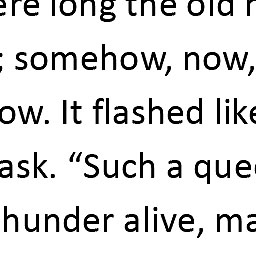 ere long the old
; somehow, now,
ow. It flashed like
ask. “Such a que
hunder alive, ma